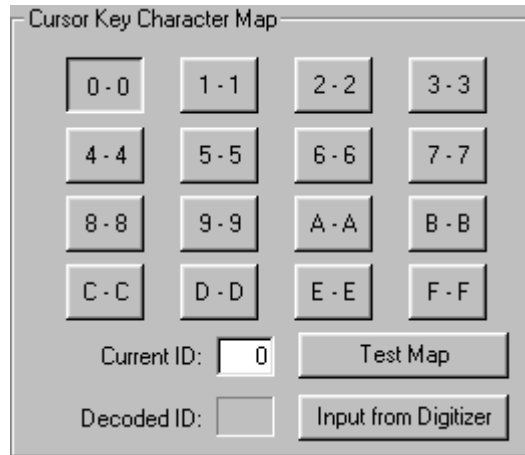 Cursor Key Character Map
0 - 0 1 - 1 2 - 2 3 - 3
4 - 4 5 - 5 6 - 6 7 - 7
8 - 8 9 - 9 A - A B - B
C - C D - D E - E F - F
Current ID: 0 Test Map
Decoded ID: Input from Digitizer